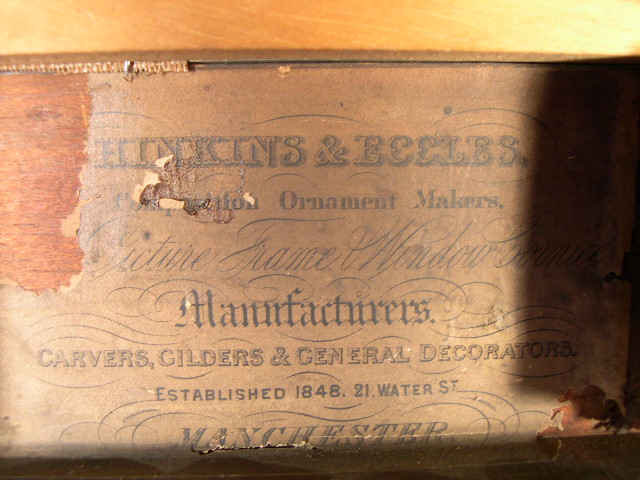 HINKINS & ECCLES.
Composition Ornament Makers,
Picture Frame & Window Cornice
Manufacturers.
CARVERS, GILDERS & GENERAL DECORATORS.
ESTABLISHED 1848. 21. WATER ST
MANCHESTER